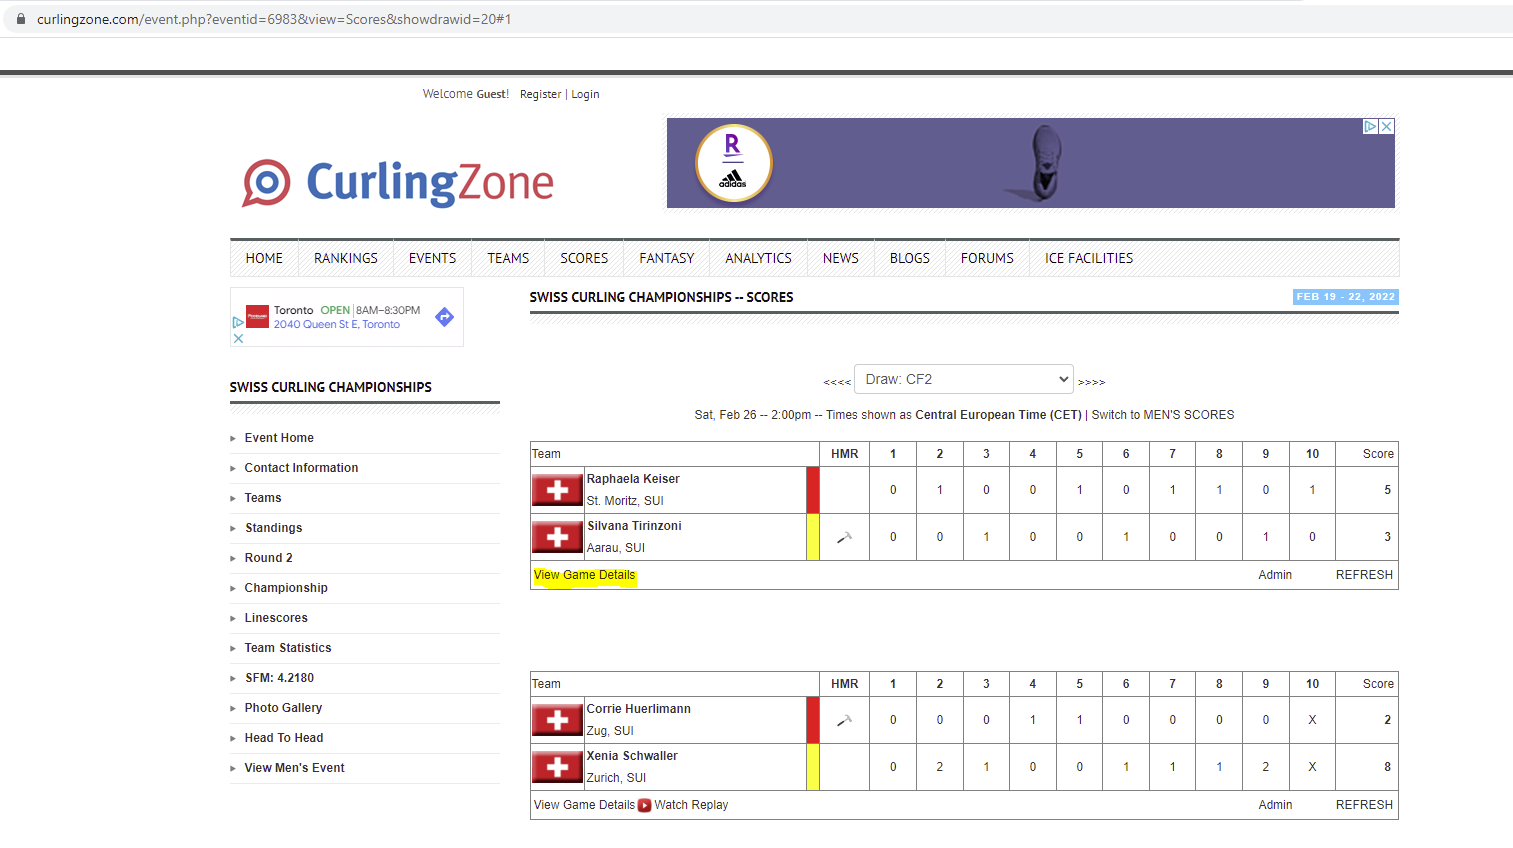 curlingzone.com/event.php?eventid=6983&view=Scores&showdrawid=20#1
Welcome Guest! Register | Login
CurlingZone
R
adidas
HOME RANKINGS EVENTS TEAMS SCORES FANTASY ANALYTICS NEWS BLOGS FORUMS ICE FACILITIES
Toronto OPEN 8AM–8:30PM
2040 Queen St E, Toronto
SWISS CURLING CHAMPIONSHIPS -- SCORES FEB 19 - 22, 2022
<<<< Draw: CF2 >>>>
Sat, Feb 26 -- 2:00pm -- Times shown as Central European Time (CET) | Switch to MEN'S SCORES
SWISS CURLING CHAMPIONSHIPS
Event Home
Contact Information
Teams
Standings
Round 2
Championship
Linescores
Team Statistics
SFM: 4.2180
Photo Gallery
Head To Head
View Men's Event
Team HMR 1 2 3 4 5 6 7 8 9 10 Score
Raphaela Keiser
St. Moritz, SUI
0 1 0 0 1 0 1 1 0 1 5
Silvana Tirinzoni
Aarau, SUI
0 0 1 0 0 1 0 0 1 0 3
View Game Details Admin REFRESH
Team HMR 1 2 3 4 5 6 7 8 9 10 Score
Corrie Huerlimann
Zug, SUI
0 0 0 1 1 0 0 0 0 X 2
Xenia Schwaller
Zurich, SUI
0 2 1 0 0 1 1 1 2 X 8
View Game Details Watch Replay Admin REFRESH